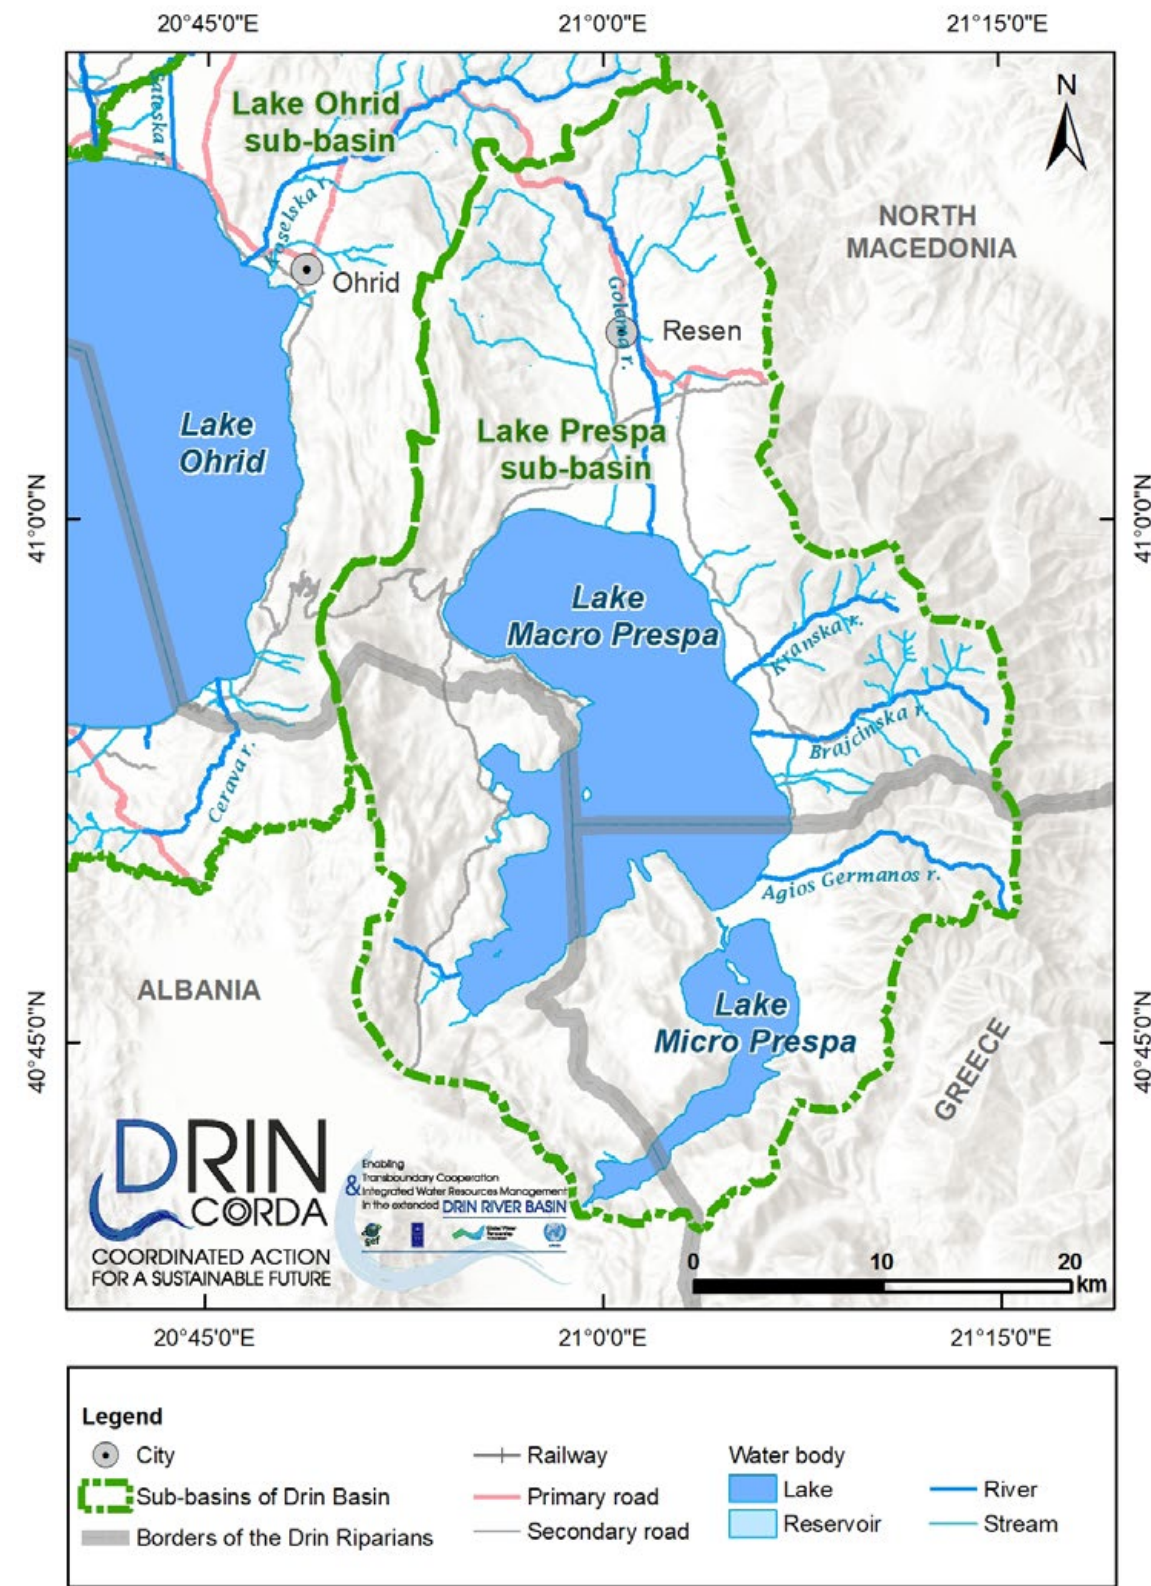 20°45'0"E
21°0'0"E
21°15'0"E
N
Lake Ohrid
sub-basin
Sateska r.
Koselska r.
NORTH
MACEDONIA
Ohrid
Golema r.
Resen
Lake
Ohrid
Lake Prespa
sub-basin
41°0'0"N
41°0'0"N
Lake
Macro Prespa
Kranska r.
Brajcinska r.
Cerava r.
Agios Germanos r.
ALBANIA
Lake
Micro Prespa
40°45'0"N
40°45'0"N
GREECE
DRIN
CORDA
COORDINATED ACTION
FOR A SUSTAINABLE FUTURE
Enabling
Transboundary Cooperation
& Integrated Water Resources Management
in the extended DRIN RIVER BASIN
gef
0 10 20
km
20°45'0"E
21°0'0"E
21°15'0"E
Legend
City
Railway
Water body
Sub-basins of Drin Basin
Primary road
Lake
River
Borders of the Drin Riparians
Secondary road
Reservoir
Stream